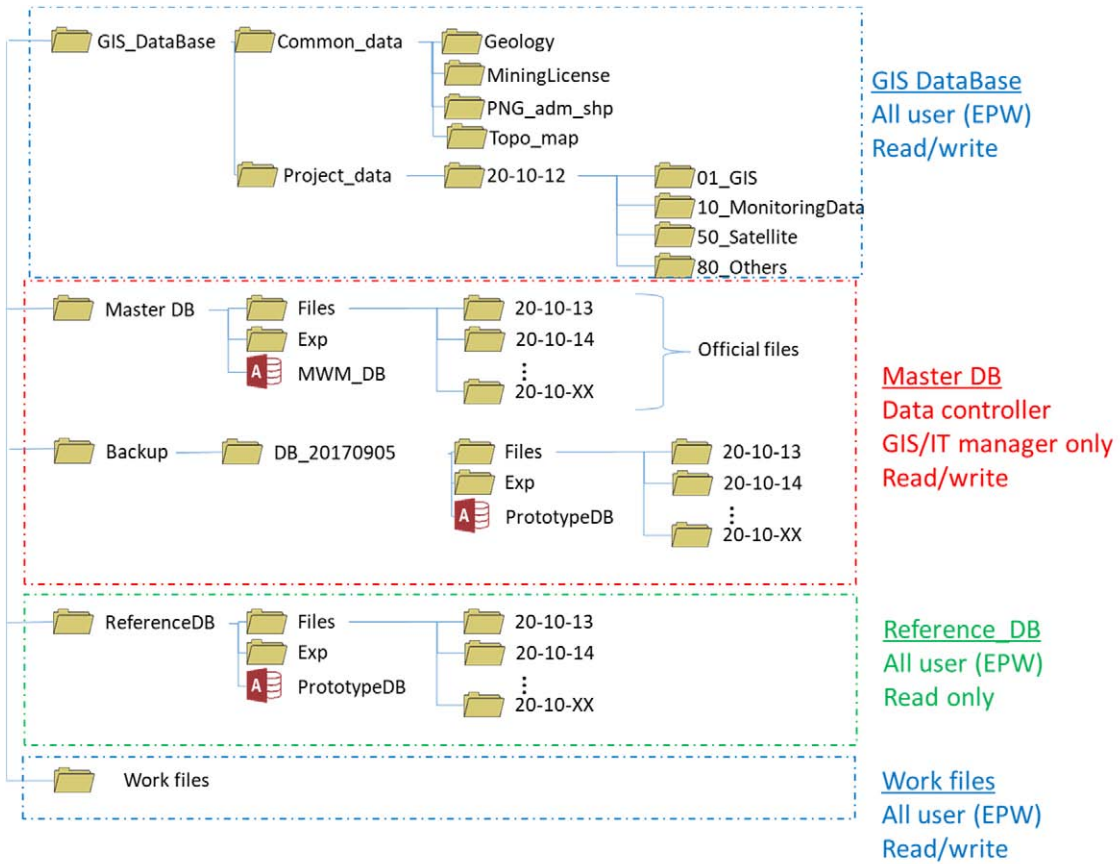 GIS_DataBase
Common_data
Geology
MiningLicense
PNG_adm_shp
Topo_map
Project_data
20-10-12
01_GIS
10_MonitoringData
50_Satellite
80_Others
GIS DataBase
All user (EPW)
Read/write
Master DB
Files
20-10-13
Exp
20-10-14
A MWM_DB
⋮
20-10-XX
Official files
Backup
DB_20170905
Files
20-10-13
Exp
20-10-14
A PrototypeDB
⋮
20-10-XX
Master DB
Data controller
GIS/IT manager only
Read/write
ReferenceDB
Files
20-10-13
Exp
20-10-14
A PrototypeDB
⋮
20-10-XX
Reference_DB
All user (EPW)
Read only
Work files
Work files
All user (EPW)
Read/write